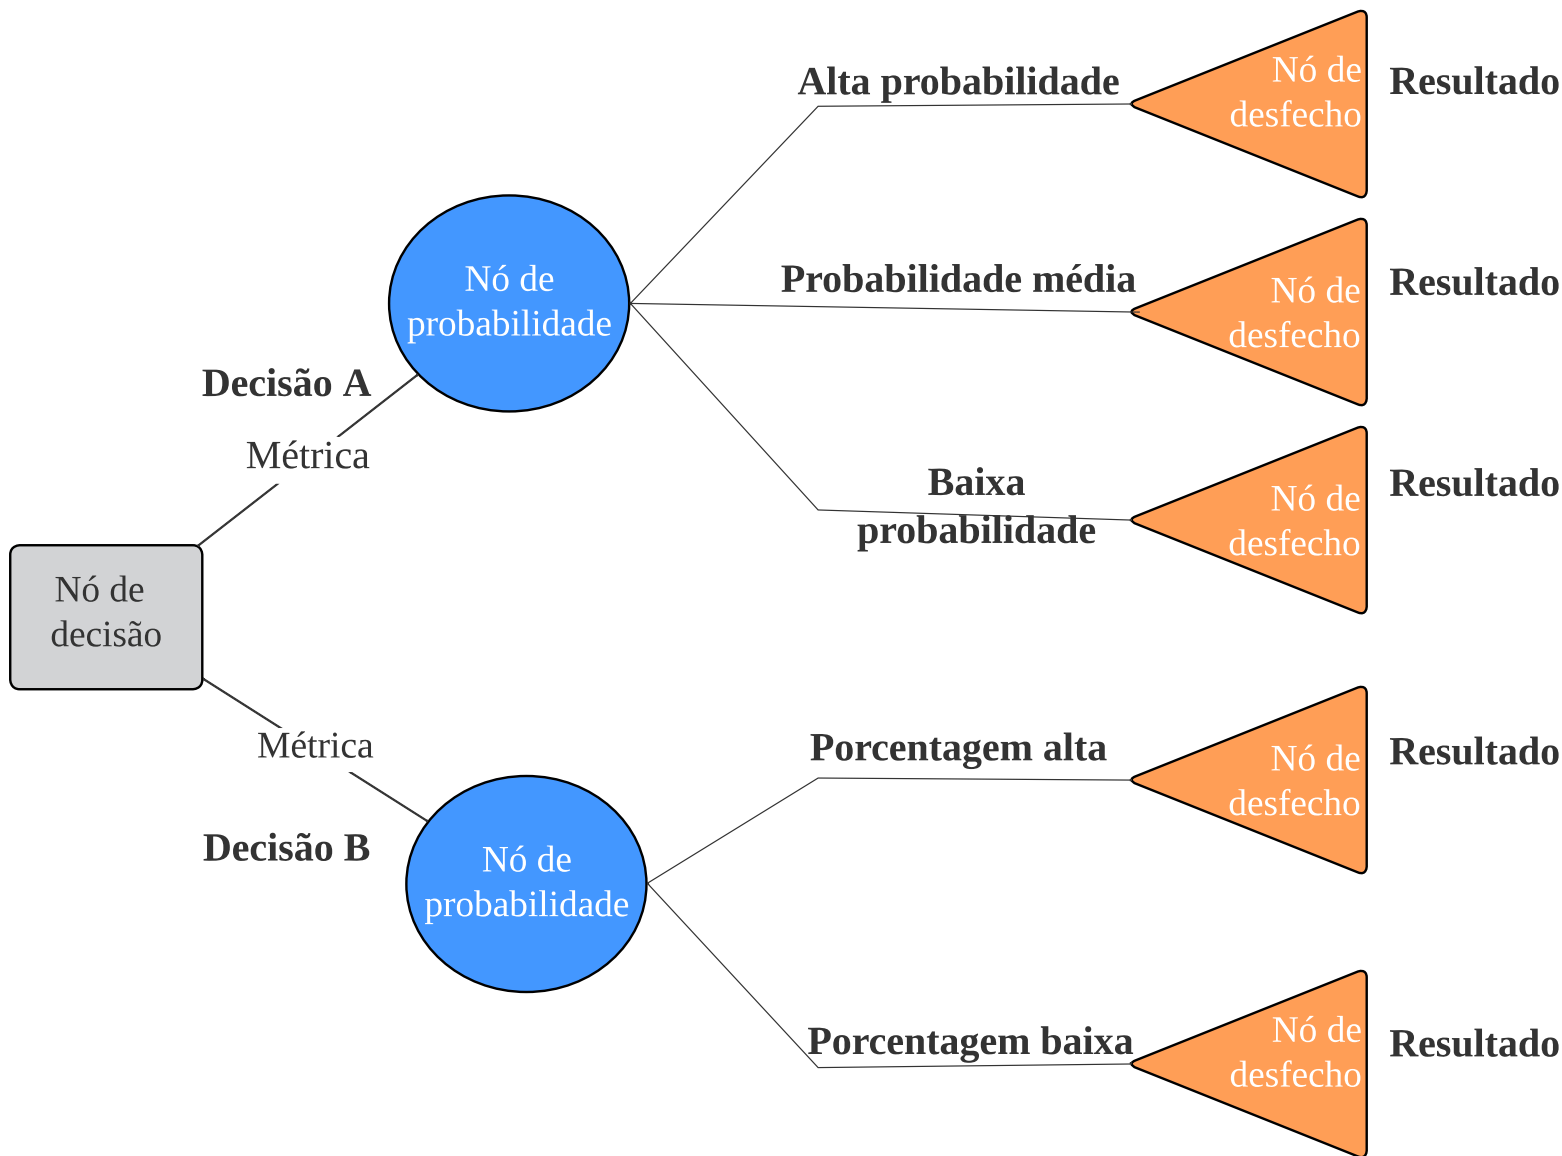 Alta probabilidade
Nó de
desfecho
Resultado
Nó de
probabilidade
Probabilidade média
Nó de
desfecho
Resultado
Decisão A
Métrica
Baixa
probabilidade
Nó de
desfecho
Resultado
Nó de
decisão
Métrica
Decisão B
Nó de
probabilidade
Porcentagem alta
Nó de
desfecho
Resultado
Porcentagem baixa
Nó de
desfecho
Resultado